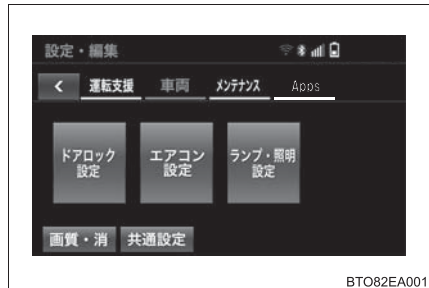 設定・編集
運転支援 車両 メンテナンス Apps
ドアロック エアコン ランプ・照明
設定 設定 設定
画質・消 共通設定
BTO82EA001